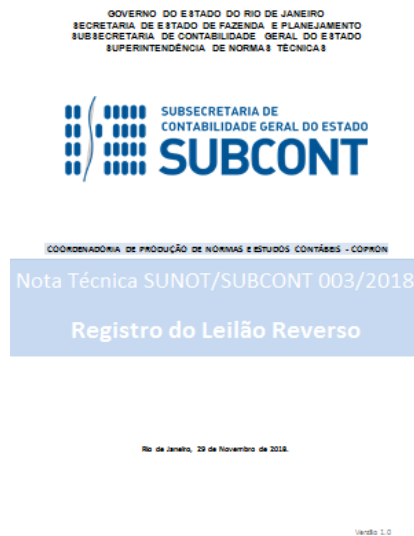 GOVERNO DO ESTADO DO RIO DE JANEIRO
SECRETARIA DE ESTADO DE FAZENDA E PLANEJAMENTO
SUBSECRETARIA DE CONTABILIDADE GERAL DO ESTADO
SUPERINTENDÊNCIA DE NORMAS TÉCNICAS
SUBSECRETARIA DE
CONTABILIDADE GERAL DO ESTADO
SUBCONT
COORDENADORIA DE PRODUÇÃO DE NORMAS E ESTUDOS CONTÁBEIS - COPRON
Nota Técnica SUNOT/SUBCONT 003/2018
Registro do Leilão Reverso
Rio de Janeiro, 29 de Novembro de 2018.
Versão 1.0